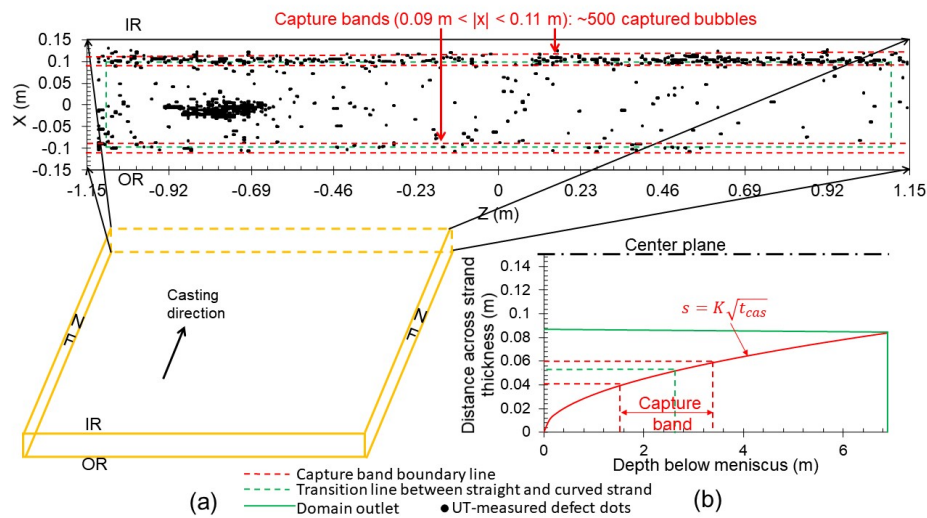 Capture bands (0.09 m < |x| < 0.11 m): ~500 captured bubbles
IR
0.15
0.1
0.05
0
-0.05
-0.1
-0.15
X (m)
OR
-1.15 -0.92 -0.69 -0.46 -0.23 0 0.23 0.46 0.69 0.92 1.15
Z (m)
Casting
direction
NF
NF
IR
OR
(a)
Center plane
0.14
0.12
0.1
0.08
0.06
0.04
0.02
0
Distance across strand
thickness (m)
s = K√t_cas
Capture
band
0 2 4 6
Depth below meniscus (m)
(b)
Capture band boundary line
Transition line between straight and curved strand
Domain outlet
UT-measured defect dots